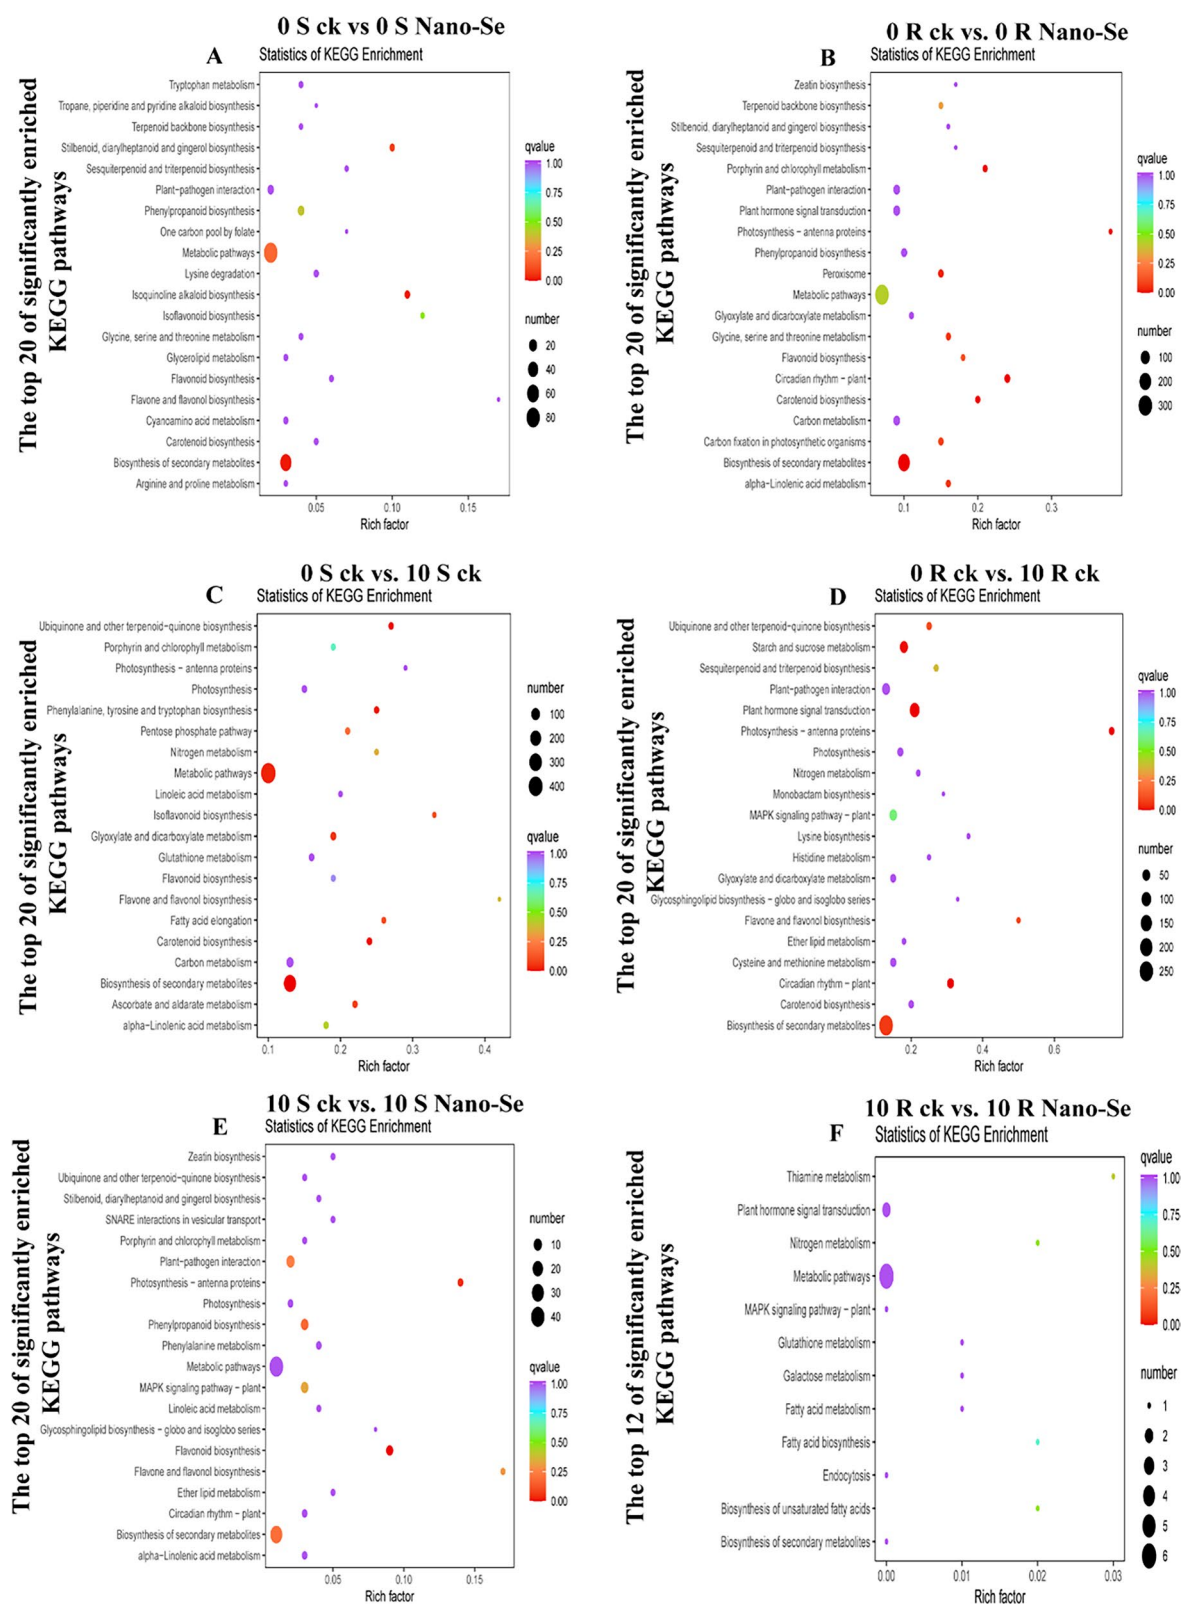 0 S ck vs 0 S Nano-Se
A
Statistics of KEGG Enrichment
The top 20 of significantly enriched
KEGG pathways
Tryptophan metabolism
Tropane, piperidine and pyridine alkaloid biosynthesis
Terpenoid backbone biosynthesis
Stilbenoid, diarylheptanoid and gingerol biosynthesis
Sesquiterpenoid and triterpenoid biosynthesis
Plant−pathogen interaction
Phenylpropanoid biosynthesis
One carbon pool by folate
Metabolic pathways
Lysine degradation
Isoquinoline alkaloid biosynthesis
Isoflavonoid biosynthesis
Glycine, serine and threonine metabolism
Glycerolipid metabolism
Flavonoid biosynthesis
Flavone and flavonol biosynthesis
Cyanoamino acid metabolism
Carotenoid biosynthesis
Biosynthesis of secondary metabolites
Arginine and proline metabolism
0.05 0.10 0.15
Rich factor
qvalue
1.00
0.75
0.50
0.25
0.00
number
20
40
60
80
0 R ck vs. 0 R Nano-Se
B
Statistics of KEGG Enrichment
The top 20 of significantly enriched
KEGG pathways
Zeatin biosynthesis
Terpenoid backbone biosynthesis
Stilbenoid, diarylheptanoid and gingerol biosynthesis
Sesquiterpenoid and triterpenoid biosynthesis
Porphyrin and chlorophyll metabolism
Plant−pathogen interaction
Plant hormone signal transduction
Photosynthesis − antenna proteins
Phenylpropanoid biosynthesis
Peroxisome
Metabolic pathways
Glyoxylate and dicarboxylate metabolism
Glycine, serine and threonine metabolism
Flavonoid biosynthesis
Circadian rhythm − plant
Carotenoid biosynthesis
Carbon metabolism
Carbon fixation in photosynthetic organisms
Biosynthesis of secondary metabolites
alpha−Linolenic acid metabolism
0.1 0.2 0.3
Rich factor
qvalue
1.00
0.75
0.50
0.25
0.00
number
100
200
300
0 S ck vs. 10 S ck
C
Statistics of KEGG Enrichment
The top 20 of significantly enriched
KEGG pathways
Ubiquinone and other terpenoid−quinone biosynthesis
Porphyrin and chlorophyll metabolism
Photosynthesis − antenna proteins
Photosynthesis
Phenylalanine, tyrosine and tryptophan biosynthesis
Pentose phosphate pathway
Nitrogen metabolism
Metabolic pathways
Linoleic acid metabolism
Isoflavonoid biosynthesis
Glyoxylate and dicarboxylate metabolism
Glutathione metabolism
Flavonoid biosynthesis
Flavone and flavonol biosynthesis
Fatty acid elongation
Carotenoid biosynthesis
Carbon metabolism
Biosynthesis of secondary metabolites
Ascorbate and aldarate metabolism
alpha−Linolenic acid metabolism
0.1 0.2 0.3 0.4
Rich factor
number
100
200
300
400
qvalue
1.00
0.75
0.50
0.25
0.00
0 R ck vs. 10 R ck
D
Statistics of KEGG Enrichment
The top 20 of significantly enriched
KEGG pathways
Ubiquinone and other terpenoid−quinone biosynthesis
Starch and sucrose metabolism
Sesquiterpenoid and triterpenoid biosynthesis
Plant−pathogen interaction
Plant hormone signal transduction
Photosynthesis − antenna proteins
Photosynthesis
Nitrogen metabolism
Monobactam biosynthesis
MAPK signaling pathway − plant
Lysine biosynthesis
Histidine metabolism
Glyoxylate and dicarboxylate metabolism
Glycosphingolipid biosynthesis − globo and isoglobo series
Flavone and flavonol biosynthesis
Ether lipid metabolism
Cysteine and methionine metabolism
Circadian rhythm − plant
Carotenoid biosynthesis
Biosynthesis of secondary metabolites
0.2 0.4 0.6
Rich factor
qvalue
1.00
0.75
0.50
0.25
0.00
number
50
100
150
200
250
10 S ck vs. 10 S Nano-Se
E
Statistics of KEGG Enrichment
The top 20 of significantly enriched
KEGG pathways
Zeatin biosynthesis
Ubiquinone and other terpenoid−quinone biosynthesis
Stilbenoid, diarylheptanoid and gingerol biosynthesis
SNARE interactions in vesicular transport
Porphyrin and chlorophyll metabolism
Plant−pathogen interaction
Photosynthesis − antenna proteins
Photosynthesis
Phenylpropanoid biosynthesis
Phenylalanine metabolism
Metabolic pathways
MAPK signaling pathway − plant
Linoleic acid metabolism
Glycosphingolipid biosynthesis − globo and isoglobo series
Flavonoid biosynthesis
Flavone and flavonol biosynthesis
Ether lipid metabolism
Circadian rhythm − plant
Biosynthesis of secondary metabolites
alpha−Linolenic acid metabolism
0.05 0.10 0.15
Rich factor
number
10
20
30
40
qvalue
1.00
0.75
0.50
0.25
0.00
10 R ck vs. 10 R Nano-Se
F
Statistics of KEGG Enrichment
The top 12 of significantly enriched
KEGG pathways
Thiamine metabolism
Plant hormone signal transduction
Nitrogen metabolism
Metabolic pathways
MAPK signaling pathway − plant
Glutathione metabolism
Galactose metabolism
Fatty acid metabolism
Fatty acid biosynthesis
Endocytosis
Biosynthesis of unsaturated fatty acids
Biosynthesis of secondary metabolites
0.00 0.01 0.02 0.03
Rich factor
qvalue
1.00
0.75
0.50
0.25
0.00
number
1
2
3
4
5
6